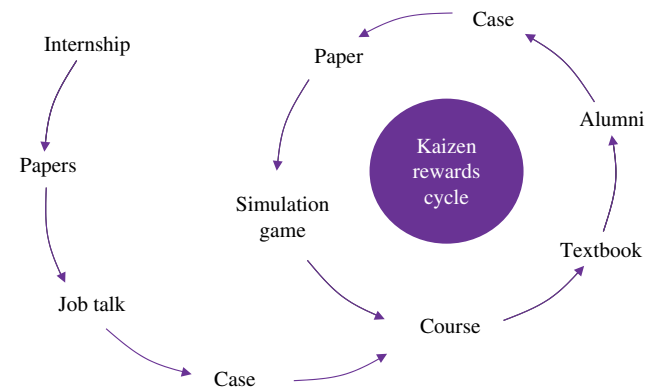 Internship
Papers
Job talk
Case
Course
Textbook
Alumni
Case
Paper
Simulation
game
Kaizen
rewards
cycle